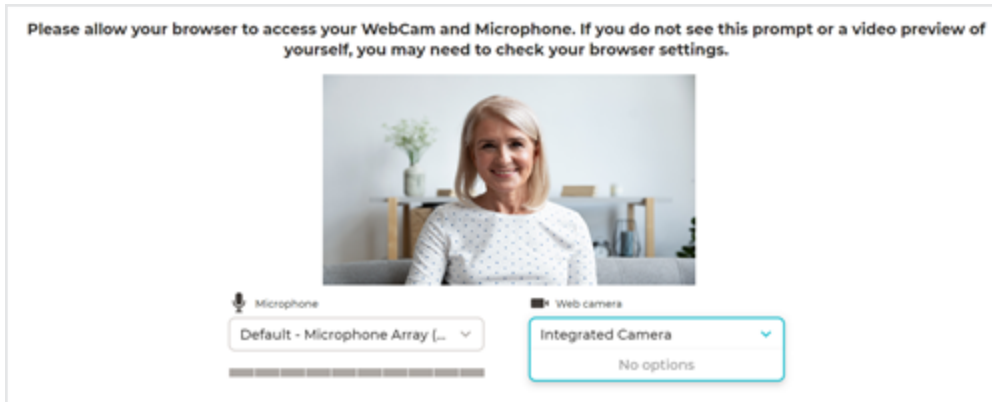 Please allow your browser to access your WebCam and Microphone. If you do not see this prompt or a video preview of
yourself, you may need to check your browser settings.
Microphone
Web camera
Default - Microphone Array (...
Integrated Camera
No options